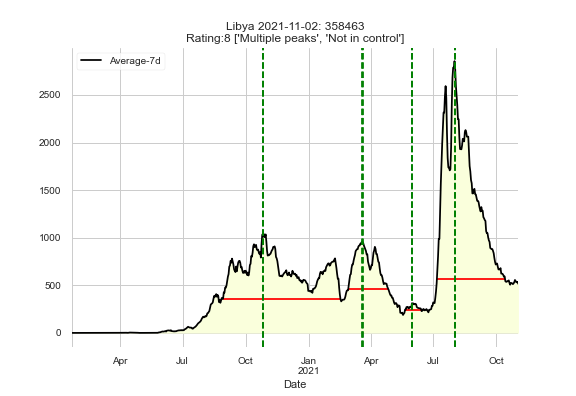 Libya 2021-11-02: 358463
Rating:8 ['Multiple peaks', 'Not in control']
Average-7d
2500
2000
1500
1000
500
0
Apr Jul Oct Jan Apr Jul Oct
2021
Date